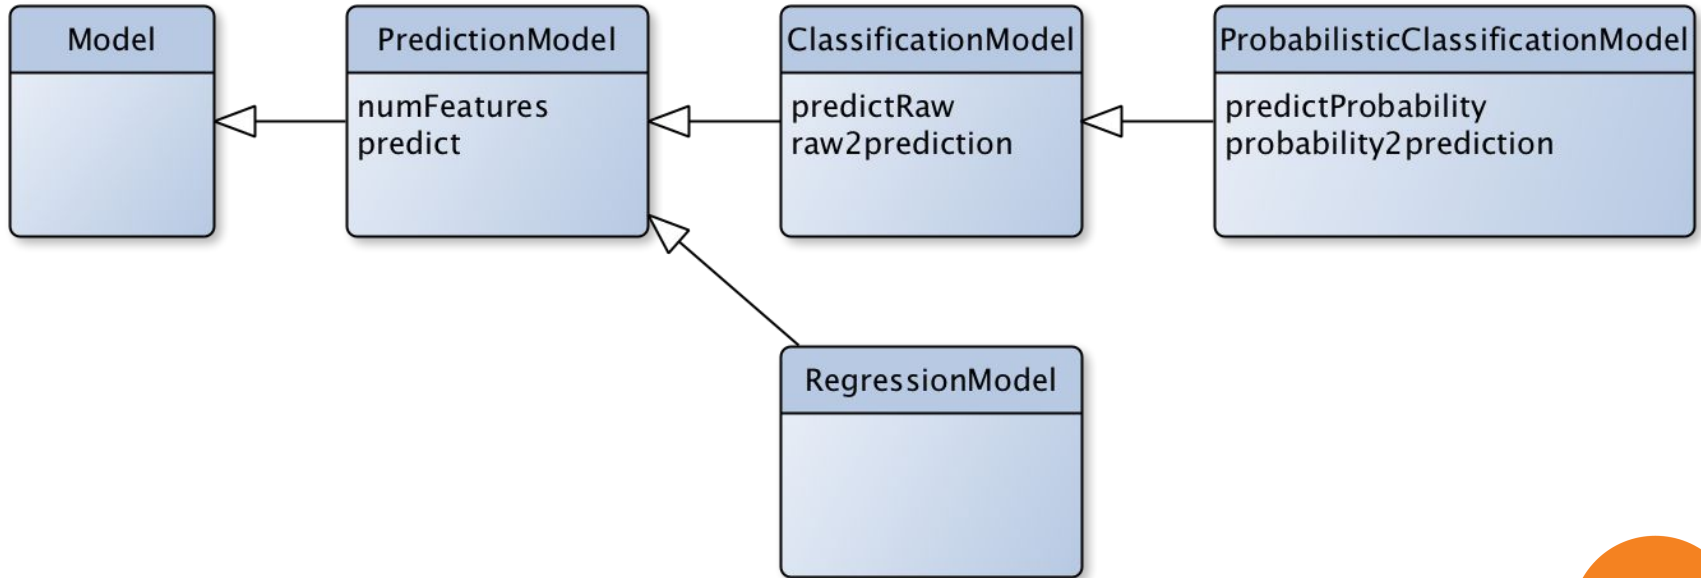 Model
PredictionModel
numFeatures
predict
ClassificationModel
predictRaw
raw2prediction
ProbabilisticClassificationModel
predictProbability
probability2prediction
RegressionModel